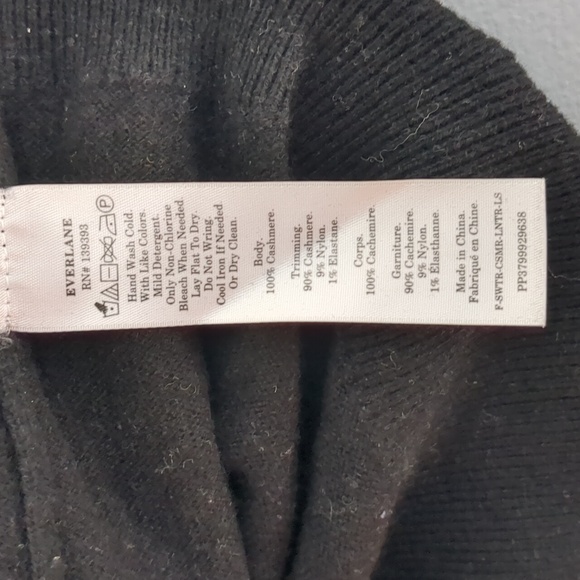 EVERLANE
RN# 139393
P
Hand Wash Cold.
With Like Colors.
Mild Detergent.
Only Non-Chlorine
Bleach When Needed.
Lay Flat To Dry.
Do Not Wring.
Cool Iron If Needed
Or Dry Clean.
Body.
100% Cashmere.
Trimming.
90% Cashmere.
9% Nylon.
1% Elastane.
Corps.
100% Cachemire.
Garniture.
90% Cachemire.
9% Nylon.
1% Elasthanne.
Made in China.
Fabriqué en Chine.
F-SWTR-CSMR-LNTR-LS
PP3799929638